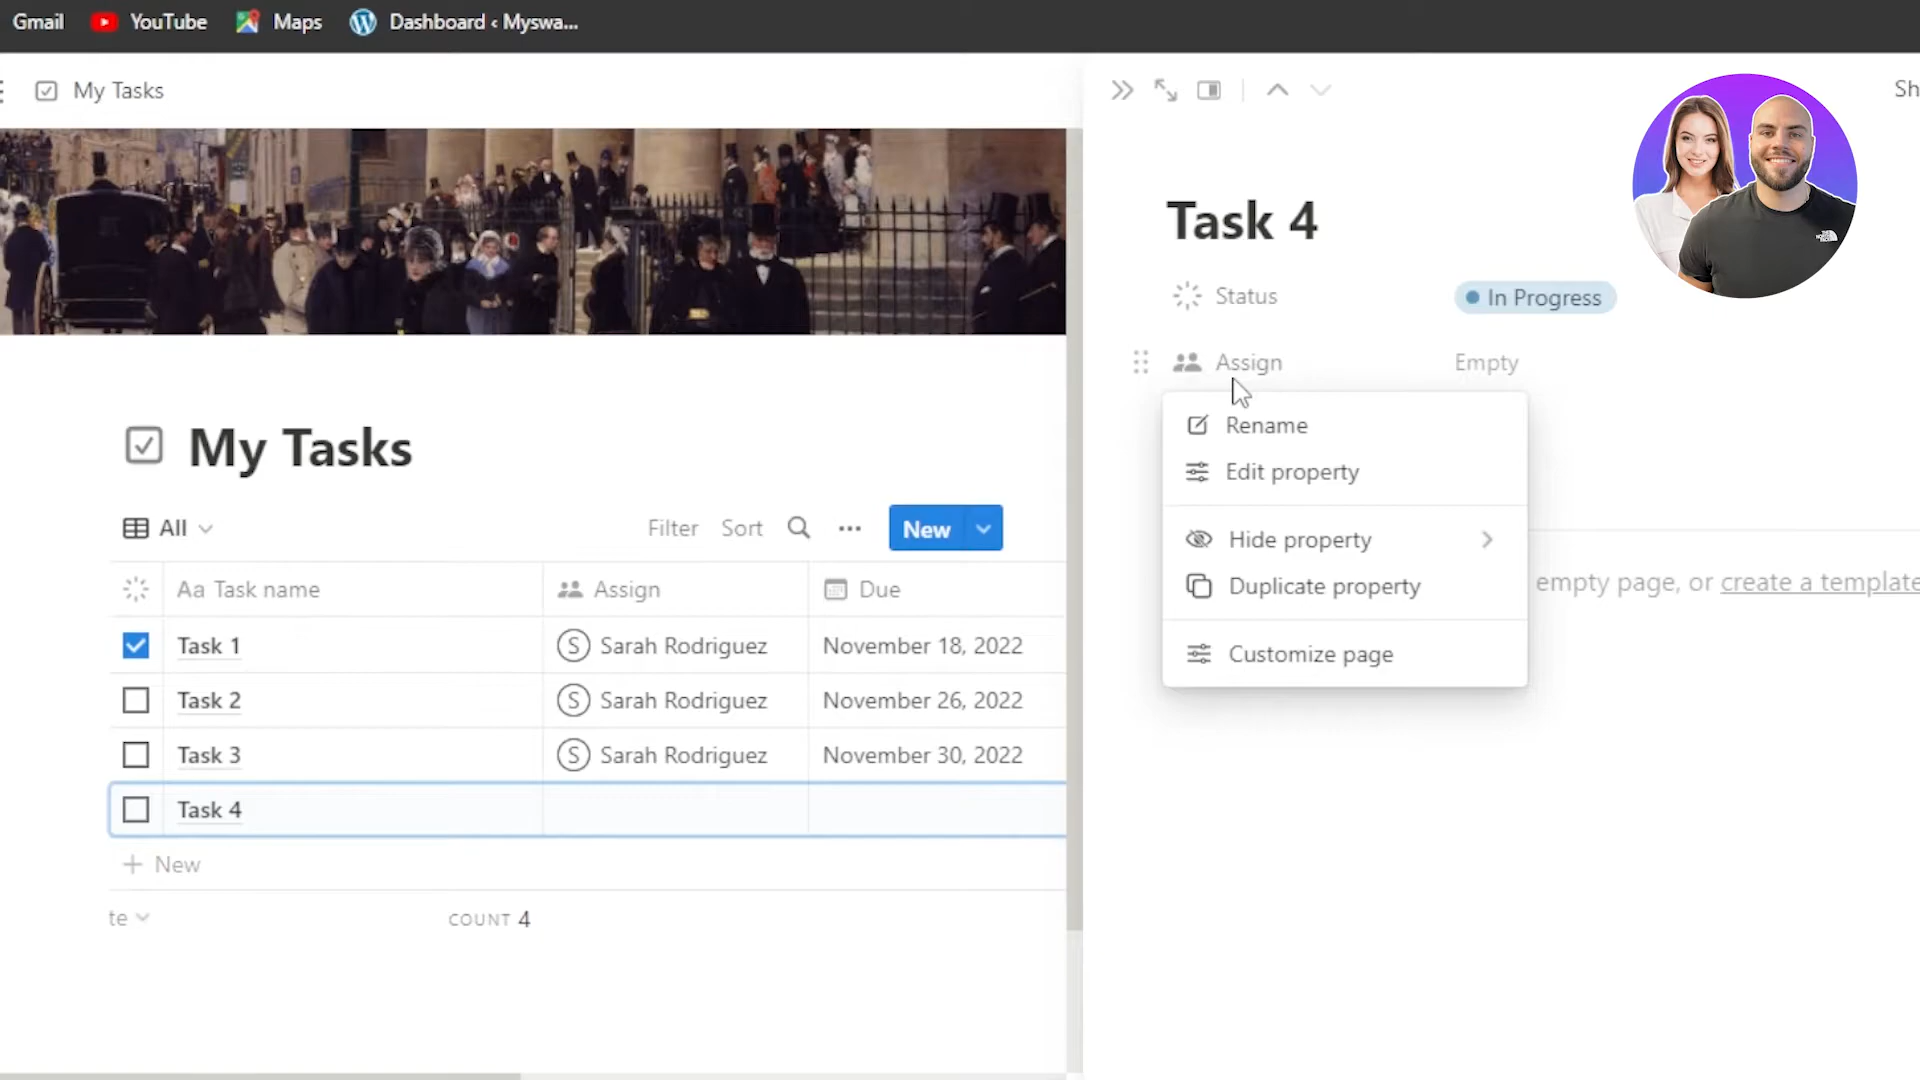 Gmail YouTube Maps Dashboard ‹ Myswa...
My Tasks
Sh
My Tasks
All Filter Sort New
Aa Task name Assign Due
Task 1 S Sarah Rodriguez November 18, 2022
Task 2 S Sarah Rodriguez November 26, 2022
Task 3 S Sarah Rodriguez November 30, 2022
Task 4
+ New
te COUNT 4
Task 4
Status In Progress
Assign Empty
Rename
Edit property
Hide property
Duplicate property
Customize page
empty page, or create a template